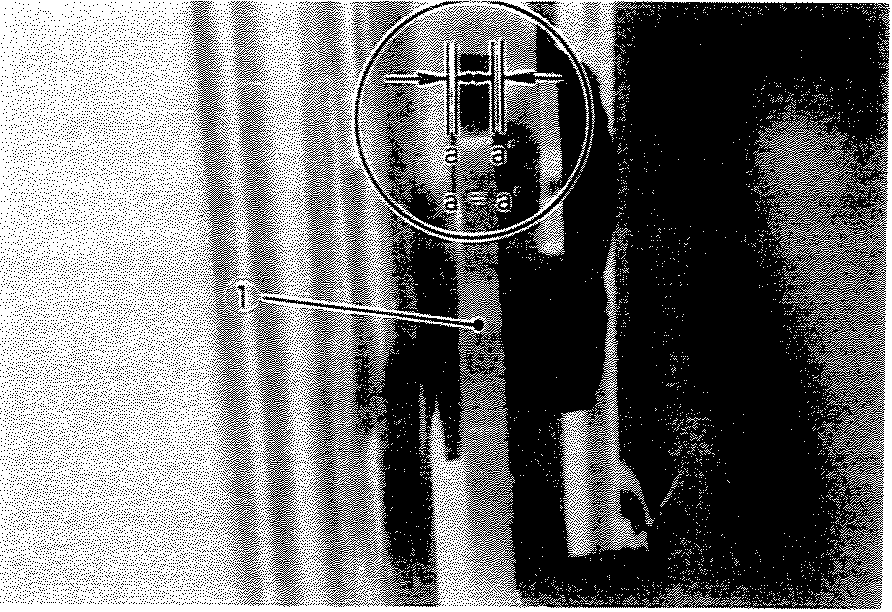 a a'
a = a'
1